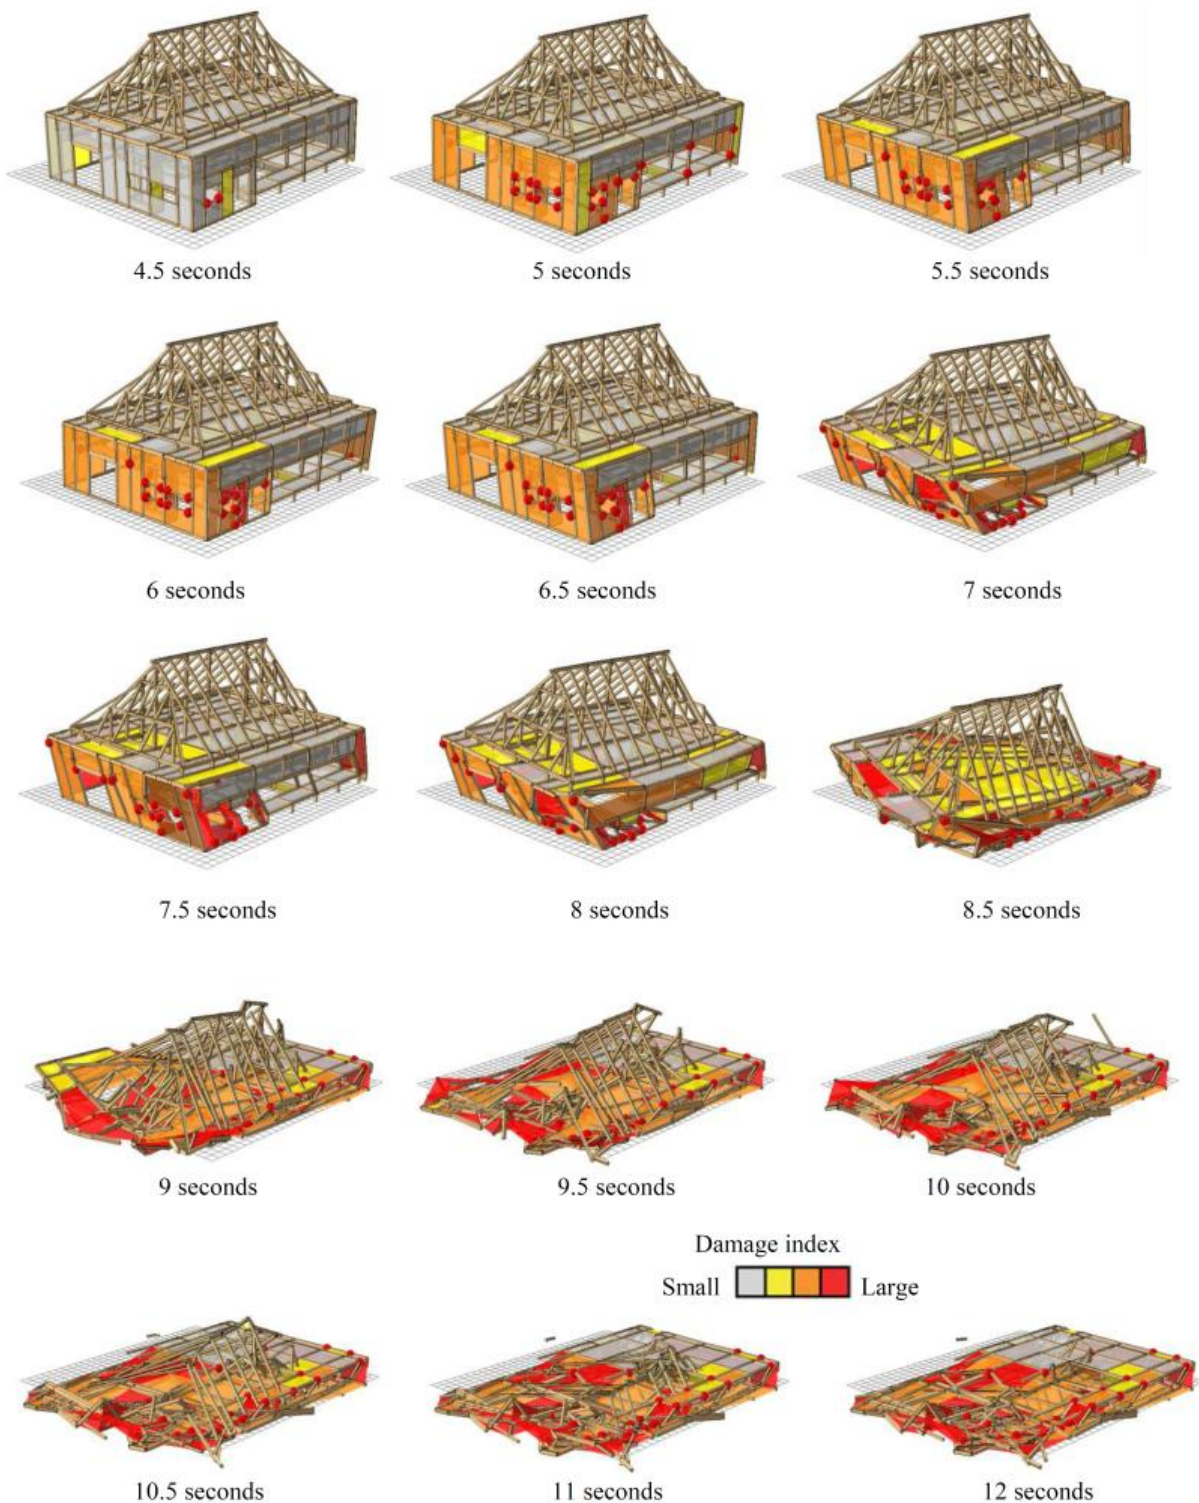 4.5 seconds
5 seconds
5.5 seconds
6 seconds
6.5 seconds
7 seconds
7.5 seconds
8 seconds
8.5 seconds
9 seconds
9.5 seconds
10 seconds
Damage index
Small Large
10.5 seconds
11 seconds
12 seconds